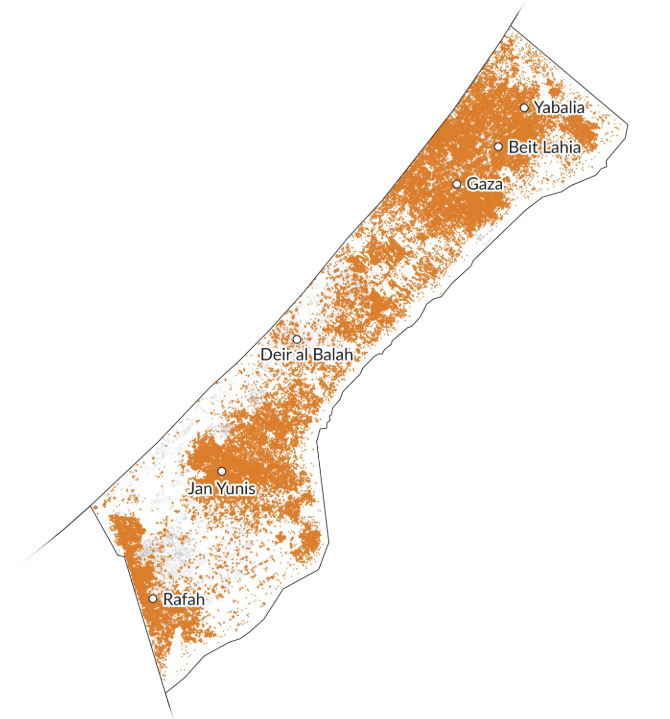 Yabalia
Beit Lahia
Gaza
Deir al Balah
Jan Yunis
Rafah